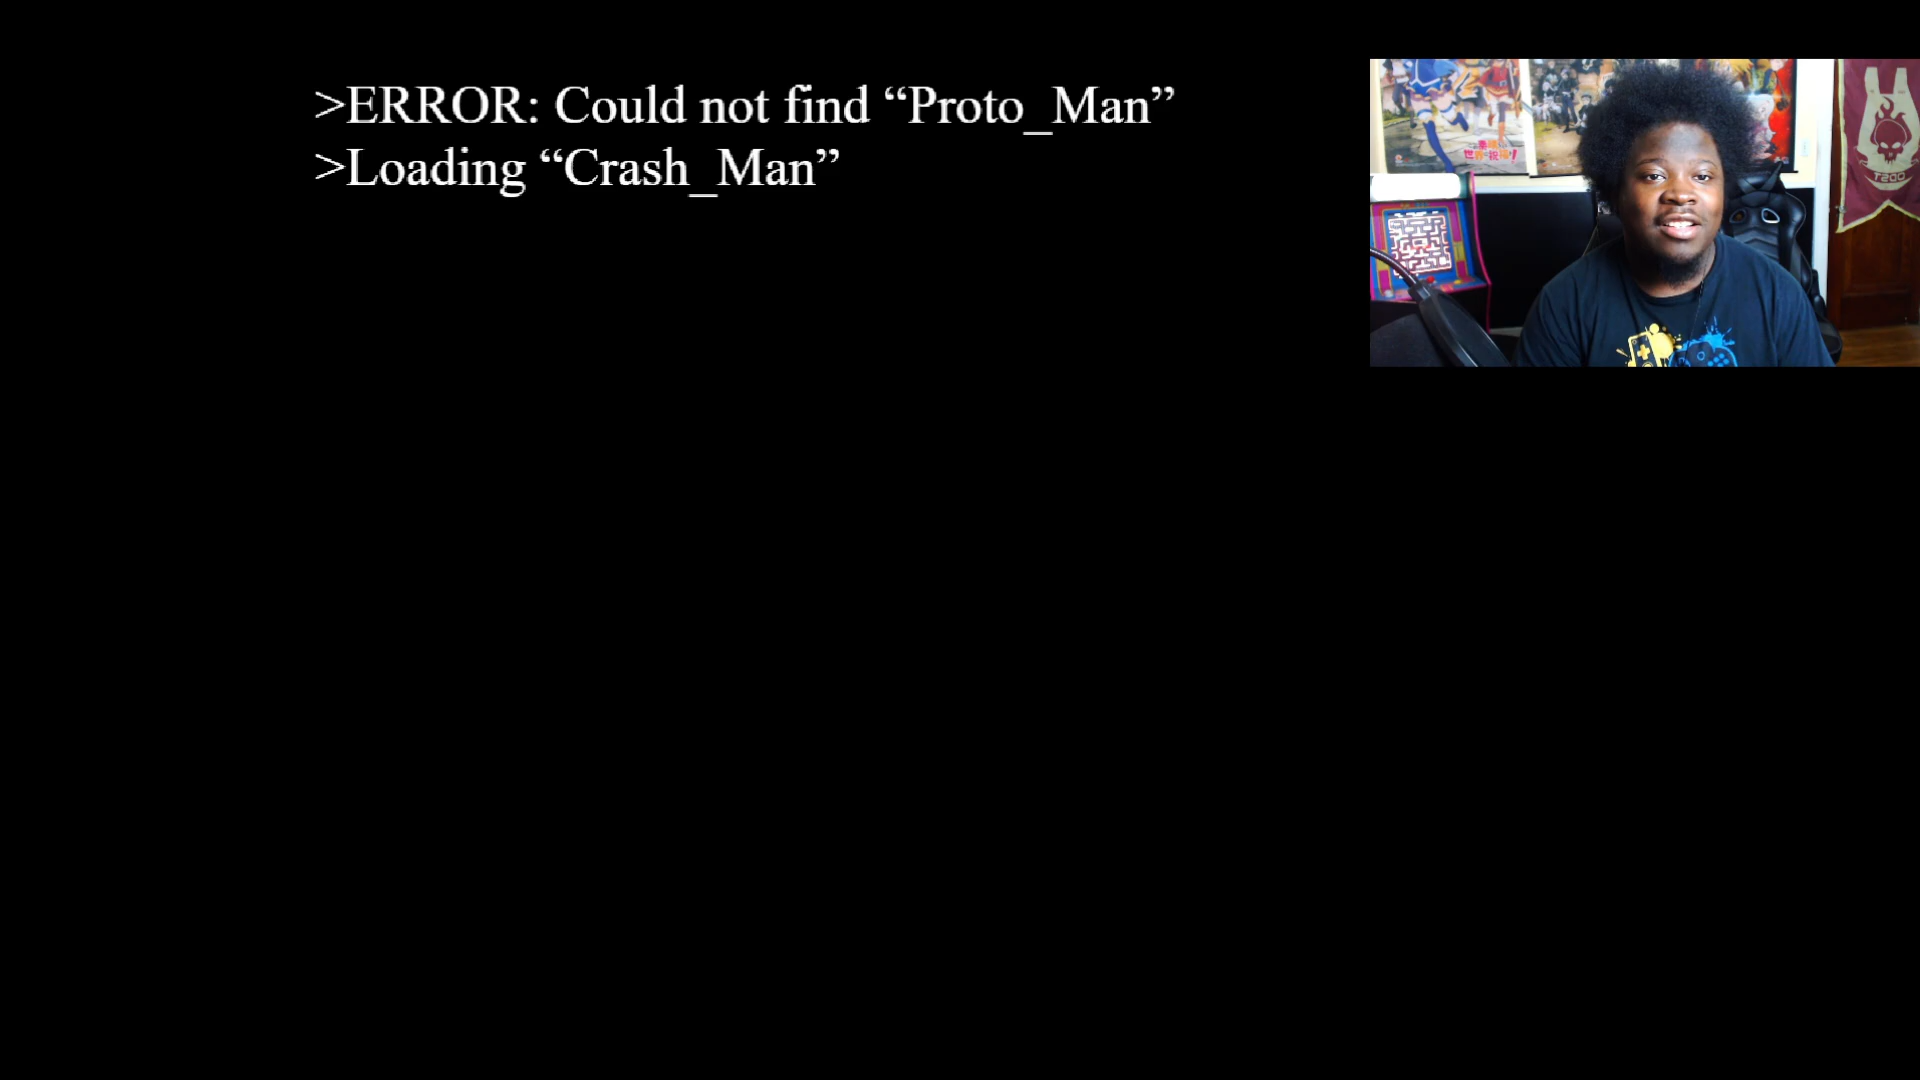 >ERROR: Could not find “Proto_Man”
>Loading “Crash_Man”